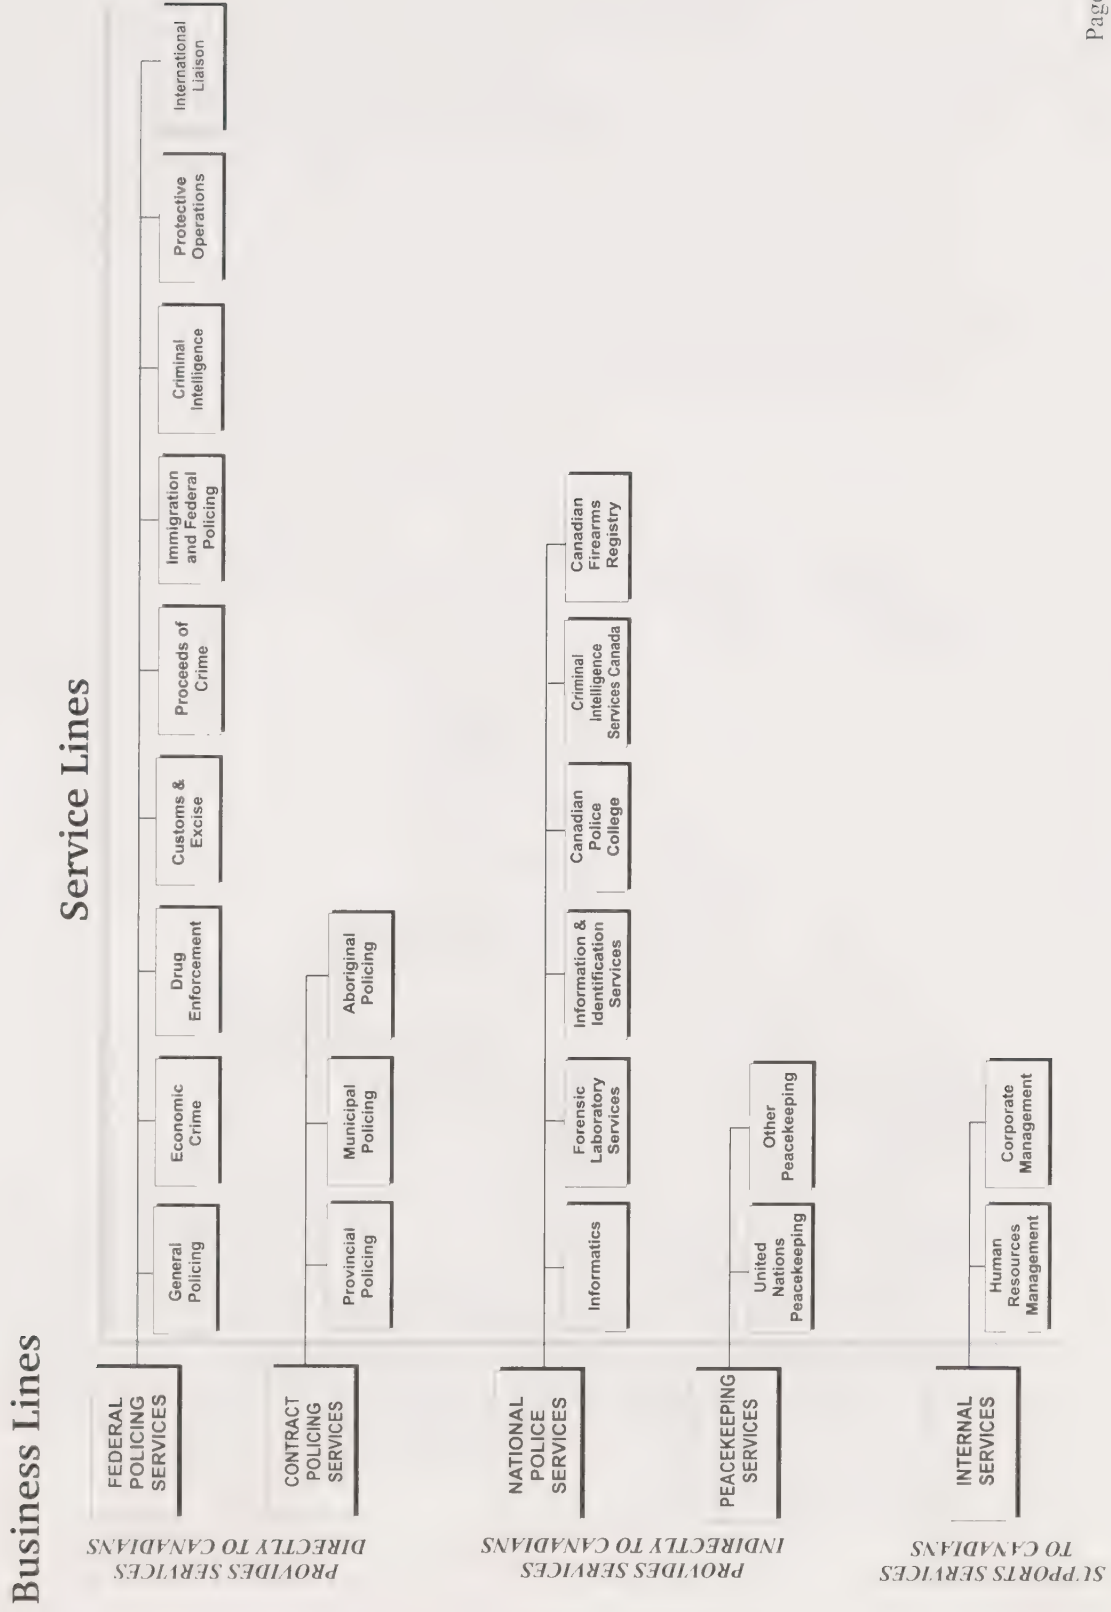 Business Lines
Service Lines
PROVIDES SERVICES
DIRECTLY TO CANADIANS
FEDERAL
POLICING
SERVICES
General
Policing
Economic
Crime
Drug
Enforcement
Customs &
Excise
Proceeds of
Crime
Immigration
and Federal
Policing
Criminal
Intelligence
Protective
Operations
International
Liaison
CONTRACT
POLICING
SERVICES
Provincial
Policing
Municipal
Policing
Aboriginal
Policing
PROVIDES SERVICES
INDIRECTLY TO CANADIANS
NATIONAL
POLICE
SERVICES
Informatics
Forensic
Laboratory
Services
Information &
Identification
Services
Canadian
Police
College
Criminal
Intelligence
Services Canada
Canadian
Firearms
Registry
PEACEKEEPING
SERVICES
United
Nations
Peacekeeping
Other
Peacekeeping
SUPPORTS SERVICES
TO CANADIANS
INTERNAL
SERVICES
Human
Resources
Management
Corporate
Management
Page